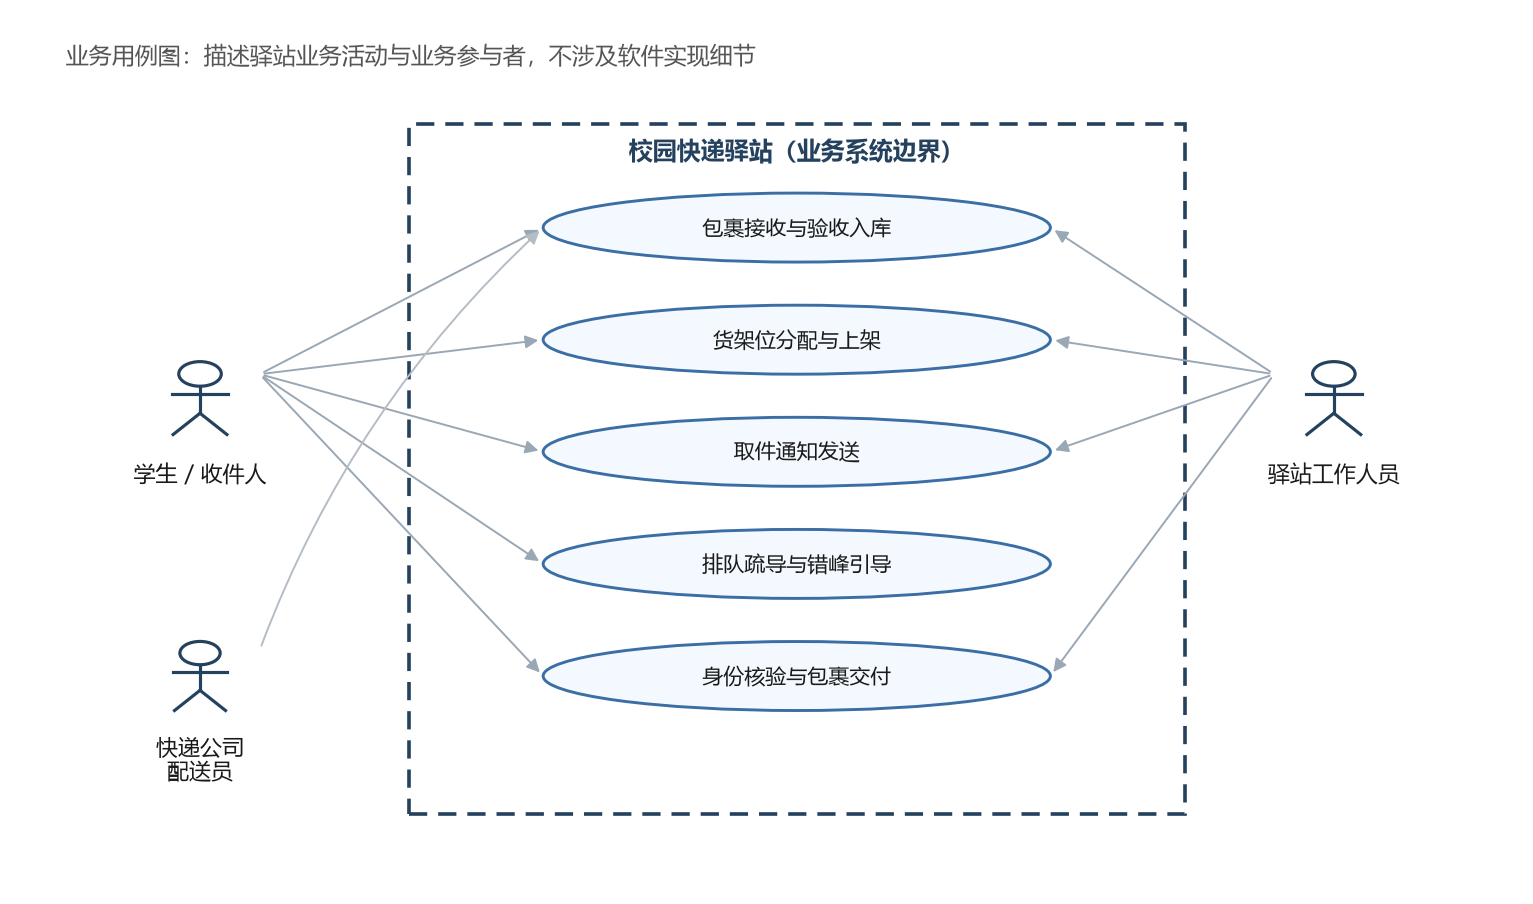 业务用例图：描述驿站业务活动与业务参与者，不涉及软件实现细节
校园快递驿站（业务系统边界）
包裹接收与验收入库
货架位分配与上架
取件通知发送
排队疏导与错峰引导
身份核验与包裹交付
学生 / 收件人
快递公司
配送员
驿站工作人员